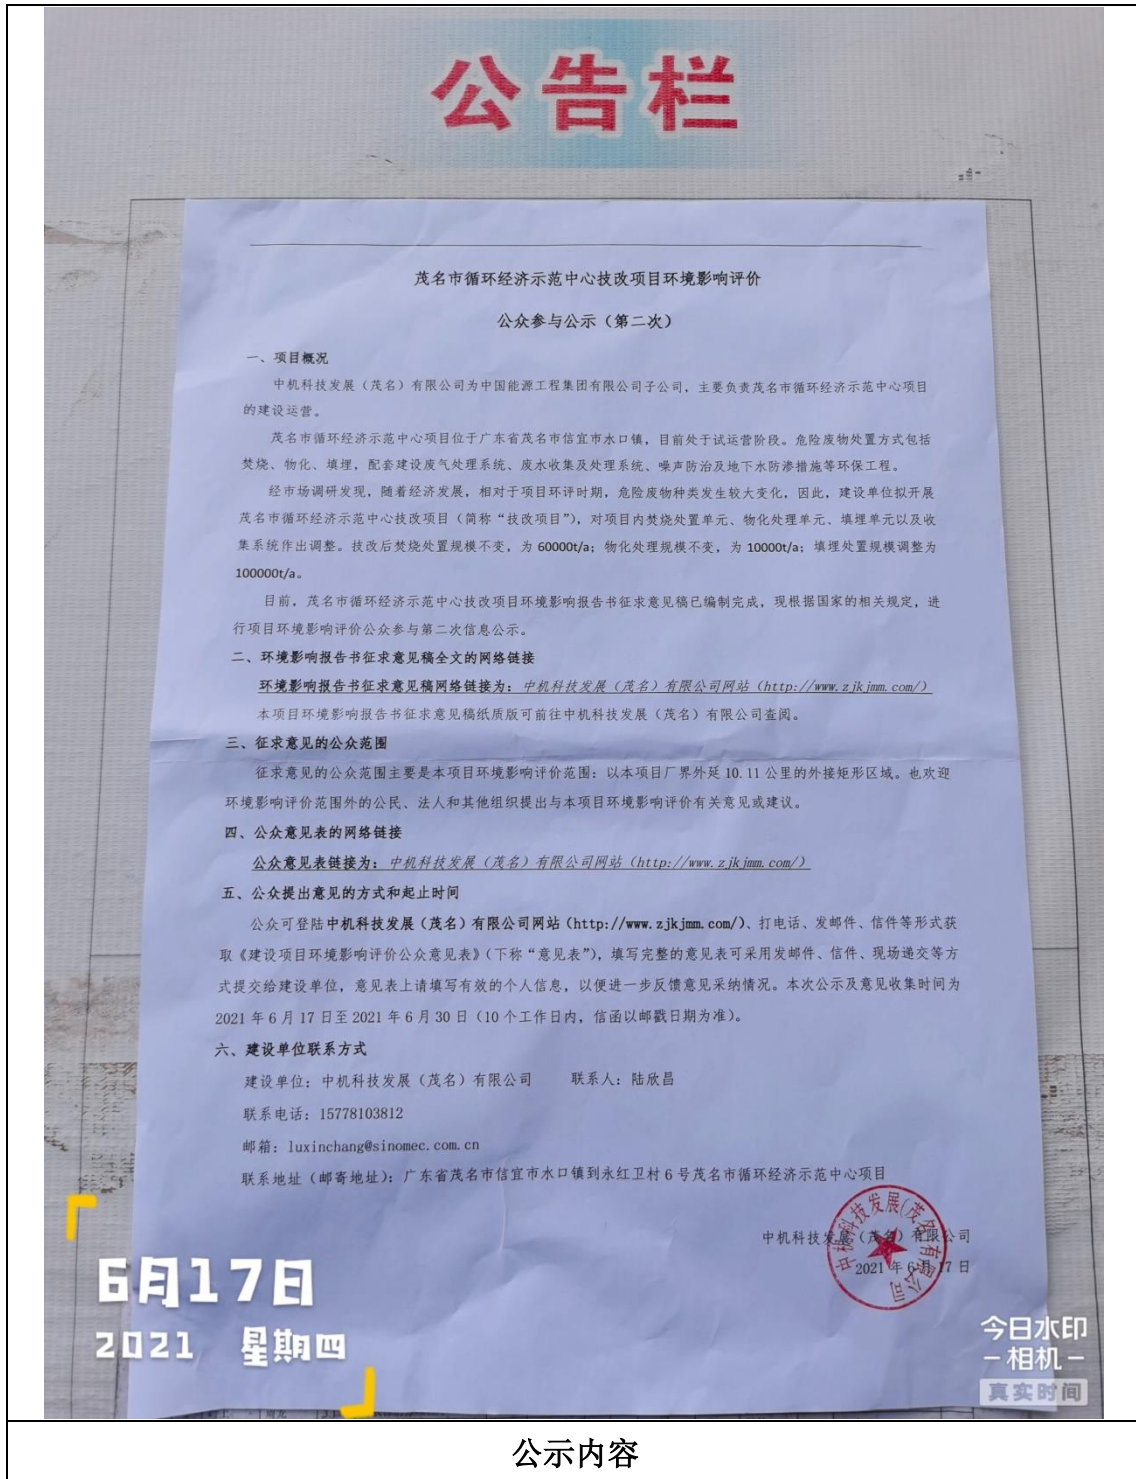 公告栏
茂名市循环经济示范中心技改项目环境影响评价
公众参与公示（第二次）
一、项目概况
中机科技发展（茂名）有限公司为中国能源工程集团有限公司子公司，主要负责茂名市循环经济示范中心项目
的建设运营。
茂名市循环经济示范中心项目位于广东省茂名市信宜市水口镇，目前处于试运营阶段。危险废物处置方式包括
焚烧、物化、填埋，配套建设废气处理系统、废水收集及处理系统、噪声防治及地下水防渗措施等环保工程。
经市场调研发现，随着经济发展，相对于项目环评时期，危险废物种类发生较大变化，因此，建设单位拟开展
茂名市循环经济示范中心技改项目（简称“技改项目”），对项目内焚烧处置单元、物化处理单元、填埋单元以及收
集系统作出调整。技改后焚烧处置规模不变，为 60000t/a；物化处理规模不变，为 10000t/a；填埋处置规模调整为
100000t/a。
目前，茂名市循环经济示范中心技改项目环境影响报告书征求意见稿已编制完成，现根据国家的相关规定，进
行项目环境影响评价公众参与第二次信息公示。
二、环境影响报告书征求意见稿全文的网络链接
环境影响报告书征求意见稿网络链接为：中机科技发展（茂名）有限公司网站（http://www.zjkjmm.com/）
本项目环境影响报告书征求意见稿纸质版可前往中机科技发展（茂名）有限公司查阅。
三、征求意见的公众范围
征求意见的公众范围主要是本项目环境影响评价范围：以本项目厂界外延 10.11 公里的外接矩形区域。也欢迎
环境影响评价范围外的公民、法人和其他组织提出与本项目环境影响评价有关意见或建议。
四、公众意见表的网络链接
公众意见表链接为：中机科技发展（茂名）有限公司网站（http://www.zjkjmm.com/）
五、公众提出意见的方式和起止时间
公众可登陆中机科技发展（茂名）有限公司网站（http://www.zjkjmm.com/）、打电话、发邮件、信件等形式获
取《建设项目环境影响评价公众意见表》（下称“意见表”），填写完整的意见表可采用发邮件、信件、现场递交等方
式提交给建设单位，意见表上请填写有效的个人信息，以便进一步反馈意见采纳情况。本次公示及意见收集时间为
2021 年 6 月 17 日至 2021 年 6 月 30 日（10 个工作日内，信函以邮戳日期为准）。
六、建设单位联系方式
建设单位：中机科技发展（茂名）有限公司 联系人：陆欣昌
联系电话：15778103812
邮箱：luxinchang@sinomec.com.cn
联系地址（邮寄地址）：广东省茂名市信宜市水口镇到永红卫村 6 号茂名市循环经济示范中心项目
中机科技发展（茂名）有限公司
2021 年 6 月 17 日
中机科技发展(茂名)有限公司
6月17日
2021 星期四
今日水印
相机
真实时间
公示内容